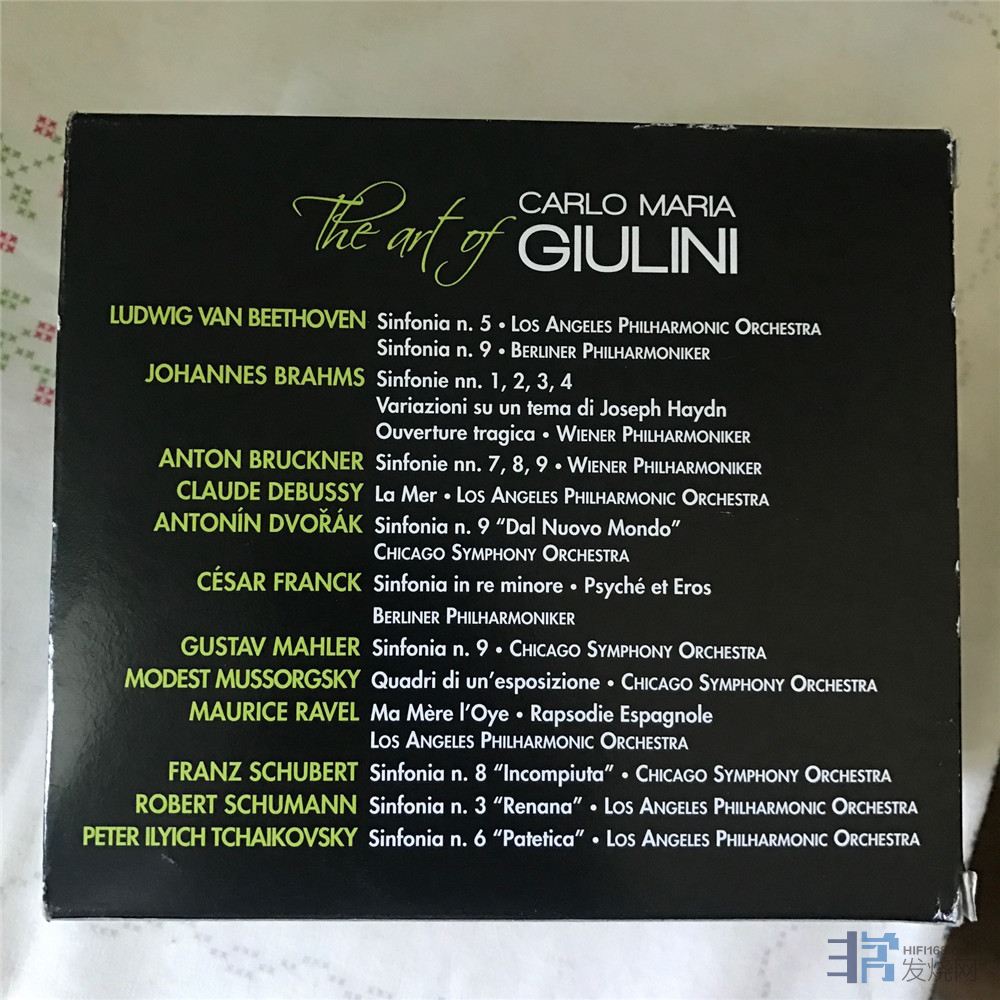 The art of CARLO MARIA GIULINI
LUDWIG VAN BEETHOVEN Sinfonia n. 5 • LOS ANGELES PHILHARMONIC ORCHESTRA
Sinfonia n. 9 • BERLINER PHILHARMONIKER
JOHANNES BRAHMS Sinfonie nn. 1, 2, 3, 4
Variazioni su un tema di Joseph Haydn
Ouverture tragica • WIENER PHILHARMONIKER
ANTON BRUCKNER Sinfonie nn. 7, 8, 9 • WIENER PHILHARMONIKER
CLAUDE DEBUSSY La Mer • LOS ANGELES PHILHARMONIC ORCHESTRA
ANTONÍN DVOŘÁK Sinfonia n. 9 “Dal Nuovo Mondo”
CHICAGO SYMPHONY ORCHESTRA
CÉSAR FRANCK Sinfonia in re minore • Psyché et Eros
BERLINER PHILHARMONIKER
GUSTAV MAHLER Sinfonia n. 9 • CHICAGO SYMPHONY ORCHESTRA
MODEST MUSSORGSKY Quadri di un’esposizione • CHICAGO SYMPHONY ORCHESTRA
MAURICE RAVEL Ma Mère l’Oye • Rapsodie Espagnole
LOS ANGELES PHILHARMONIC ORCHESTRA
FRANZ SCHUBERT Sinfonia n. 8 “Incompiuta” • CHICAGO SYMPHONY ORCHESTRA
ROBERT SCHUMANN Sinfonia n. 3 “Renana” • LOS ANGELES PHILHARMONIC ORCHESTRA
PETER ILYICH TCHAIKOVSKY Sinfonia n. 6 “Patetica” • LOS ANGELES PHILHARMONIC ORCHESTRA
发烧网